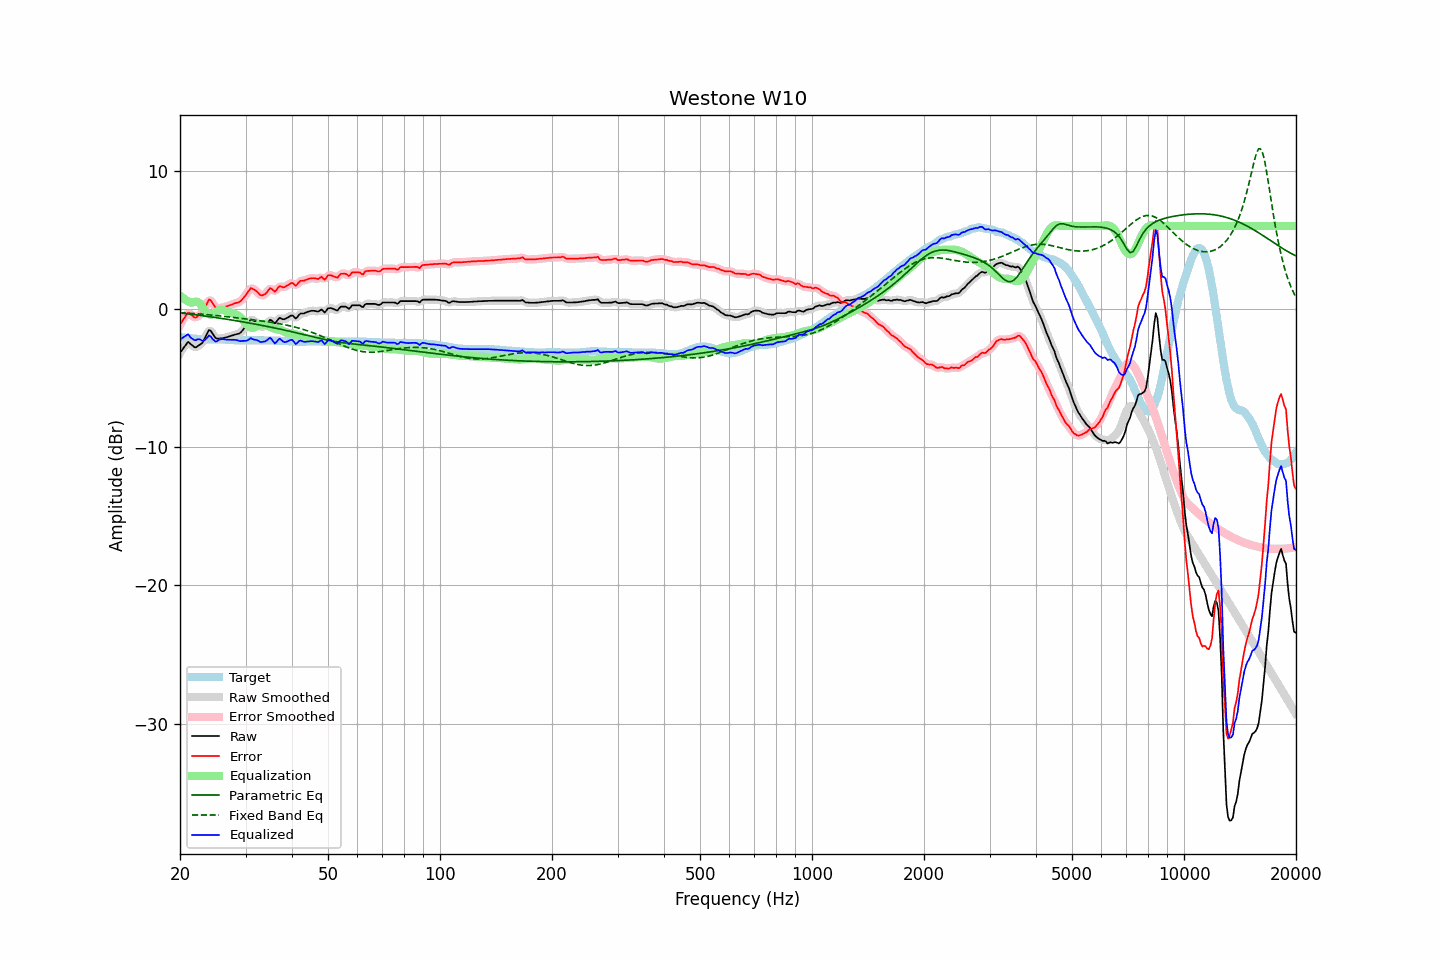 Westone W10
Amplitude (dBr)
10
0
−10
−20
−30
Target
Raw Smoothed
Error Smoothed
Raw
Error
Equalization
Parametric Eq
Fixed Band Eq
Equalized
20 50 100 200 500 1000 2000 5000 10000 20000
Frequency (Hz)